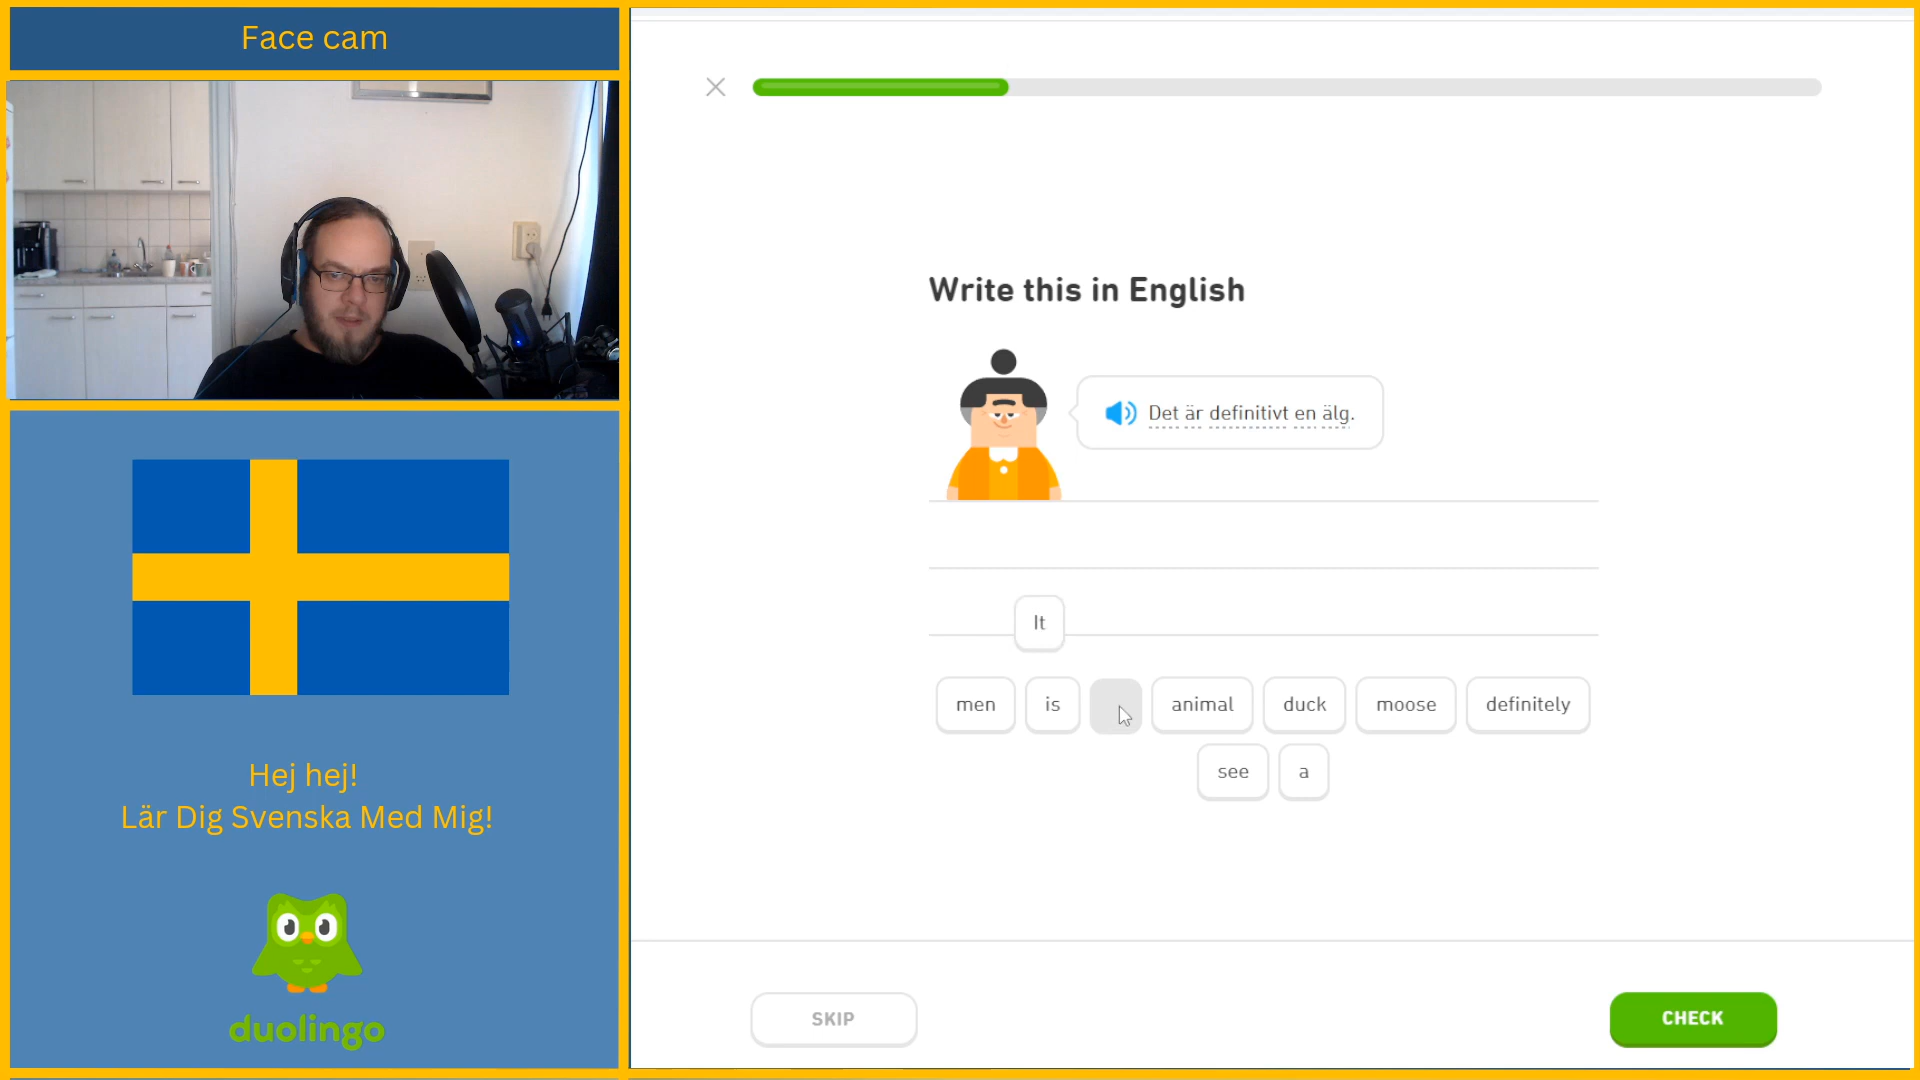 Face cam
Write this in English
Det är definitivt en älg.
It
men is animal duck moose definitely
see a
Hej hej!
Lär Dig Svenska Med Mig!
duolingo
SKIP
CHECK